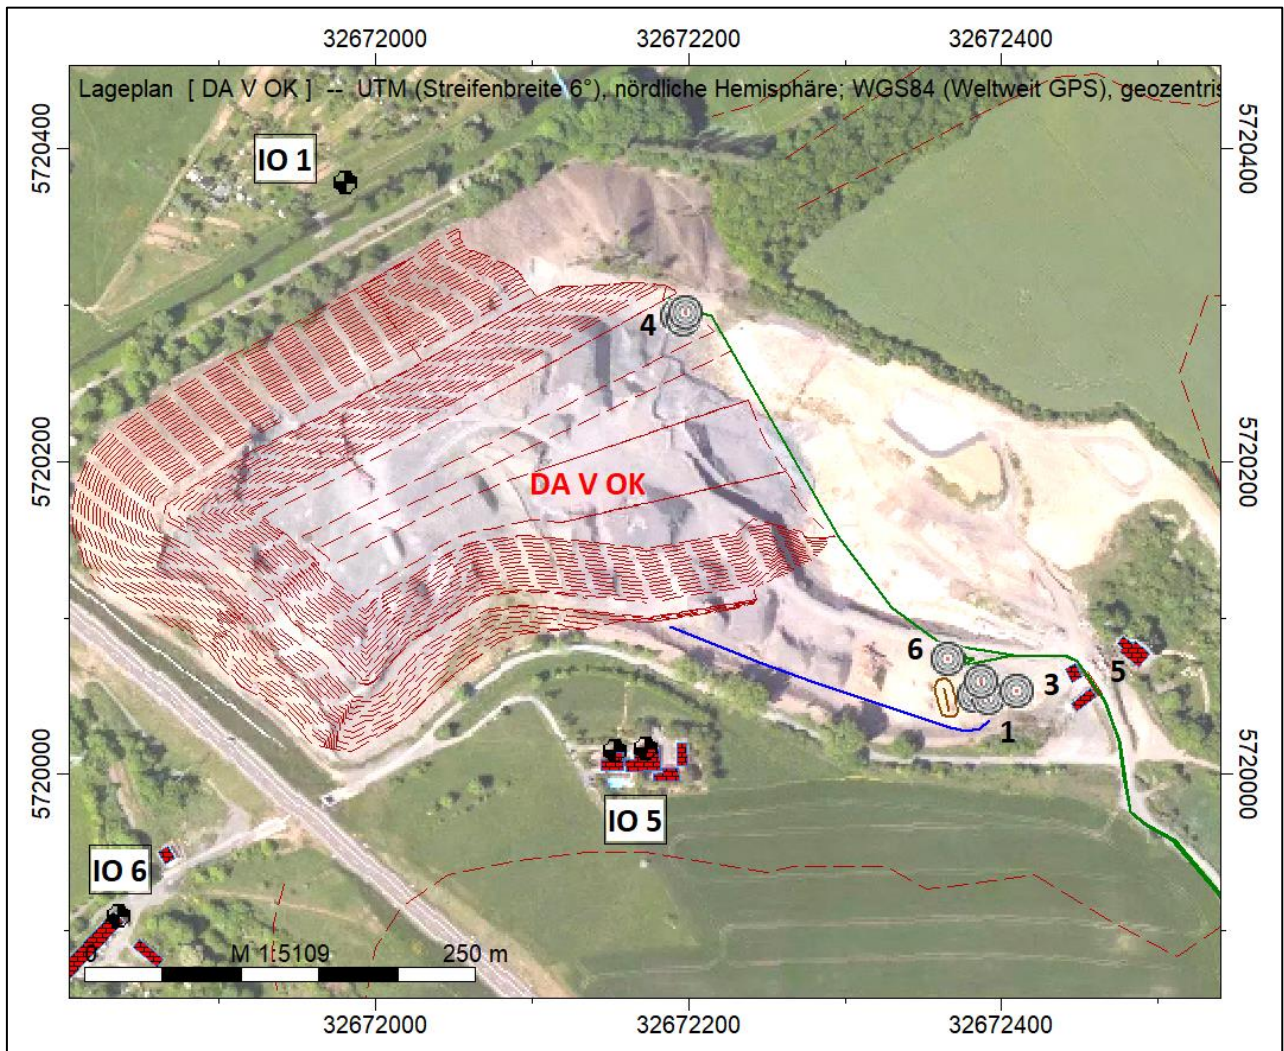 32672000 32672200 32672400
Lageplan [ DA V OK ] -- UTM (Streifenbreite 6°), nördliche Hemisphäre; WGS84 (Weltweit GPS), geozentris
5720400
5720400
IO 1
4
5720200
5720200
DA V OK
6
5
3
1
5720000
5720000
IO 5
IO 6
0 M 1:5109 250 m
32672000 32672200 32672400